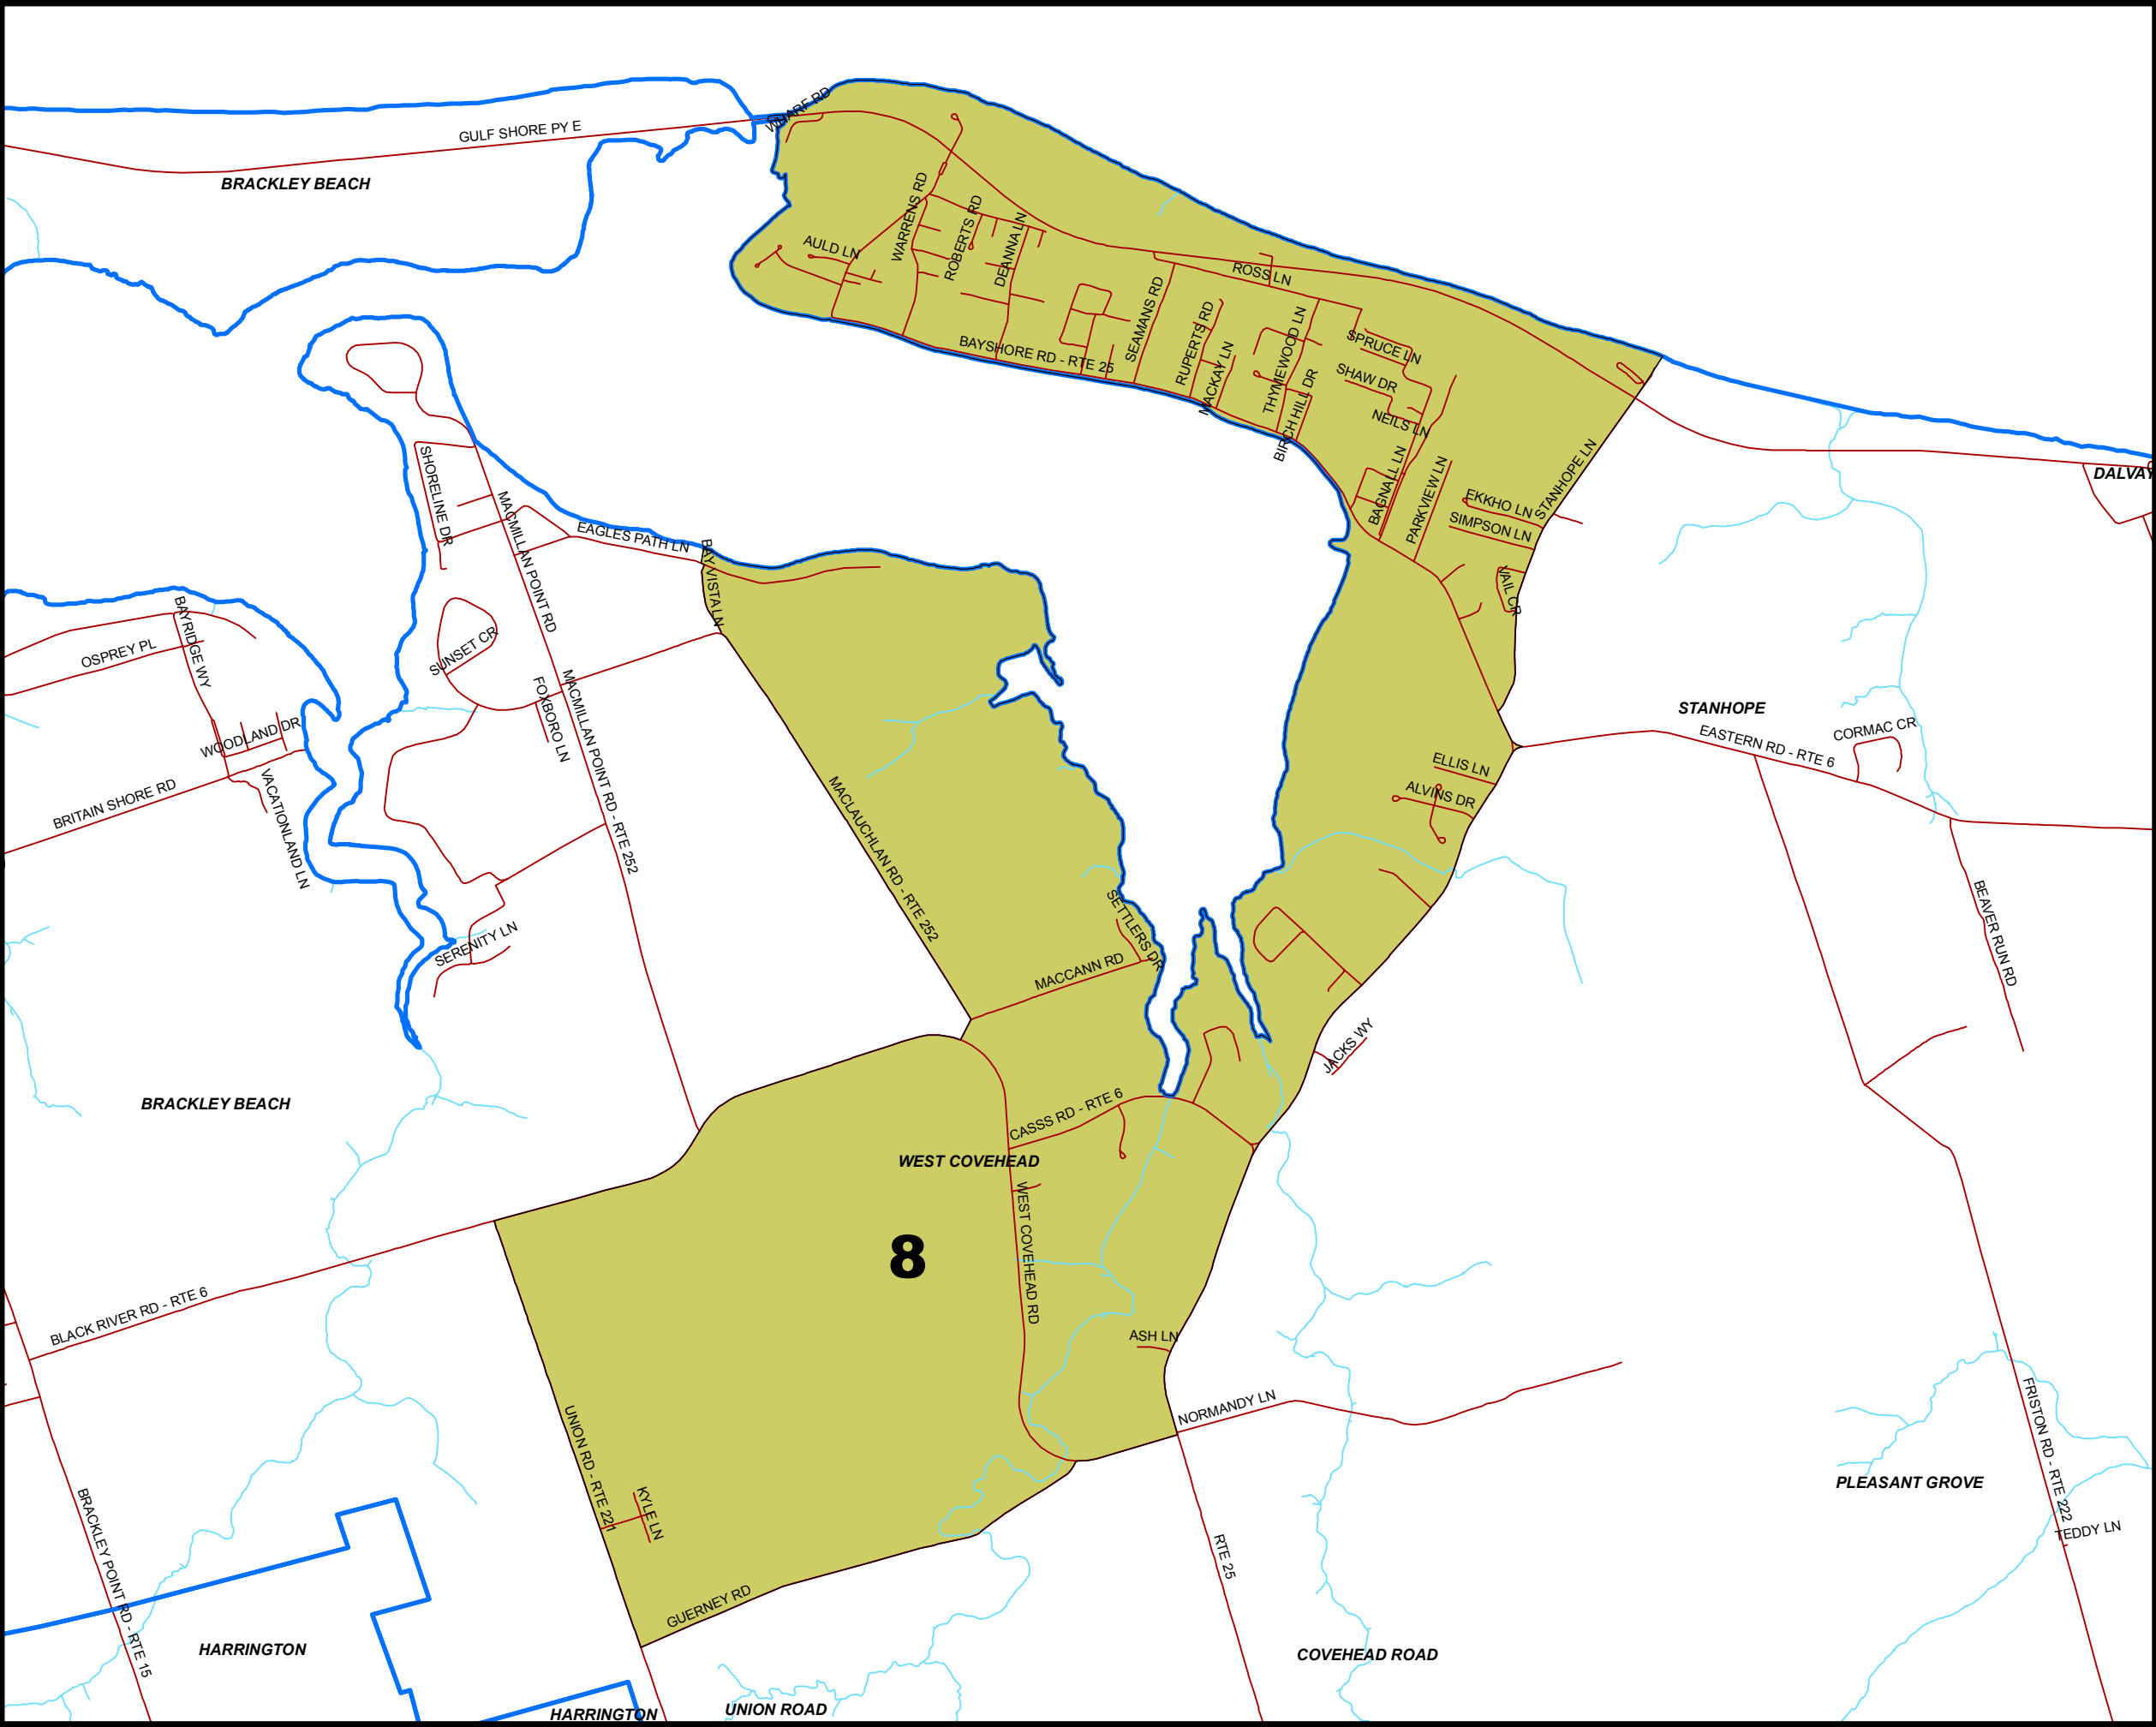 WHARF RD
GULF SHORE PY E
BRACKLEY BEACH
WARRENS RD
ROBERTS RD
DEANNA LN
AULD LN
ROSS LN
SEAMANS RD
RUPERTS RD
MACKAY LN
THYMEWOOD LN
BIRCH HILL DR
BAYSHORE RD - RTE 25
SPRUCE LN
SHAW DR
NEILS LN
BAGNALL LN
PARKVIEW LN
EKKHO LN
SIMPSON LN
STANHOPE LN
VAIL CR
DALVAY
SHORELINE DR
MACMILLAN POINT RD
EAGLES PATH LN
BAY VISTA LN
BAYRIDGE WY
OSPREY PL
SUNSET CR
FOXBORO LN
MACMILLAN POINT RD - RTE 252
WOODLAND DR
BRITAIN SHORE RD
VACATIONLAND LN
SERENITY LN
MACLAUCHLAN RD - RTE 252
SETTLERS DR
MACCANN RD
STANHOPE
EASTERN RD - RTE 6
CORMAC CR
ELLIS LN
ALVINS DR
BEAVER RUN RD
JACKS WY
BRACKLEY BEACH
CASSS RD - RTE 6
WEST COVEHEAD
WEST COVEHEAD RD
8
BLACK RIVER RD - RTE 6
ASH LN
NORMANDY LN
UNION RD - RTE 221
KYLE LN
GUERNEY RD
RTE 25
FRISTON RD - RTE 222
PLEASANT GROVE
TEDDY LN
BRACKLEY POINT RD - RTE 15
HARRINGTON
COVEHEAD ROAD
HARRINGTON
UNION ROAD